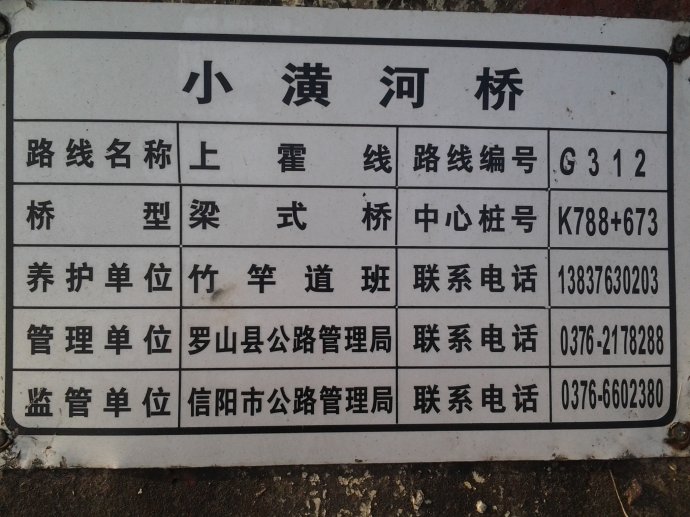 小潢河桥
路线名称 上霍线 路线编号 G312
桥型 梁式桥 中心桩号 K788+673
养护单位 竹竿道班 联系电话 13837630203
管理单位 罗山县公路管理局 联系电话 0376-2178288
监管单位 信阳市公路管理局 联系电话 0376-6602380